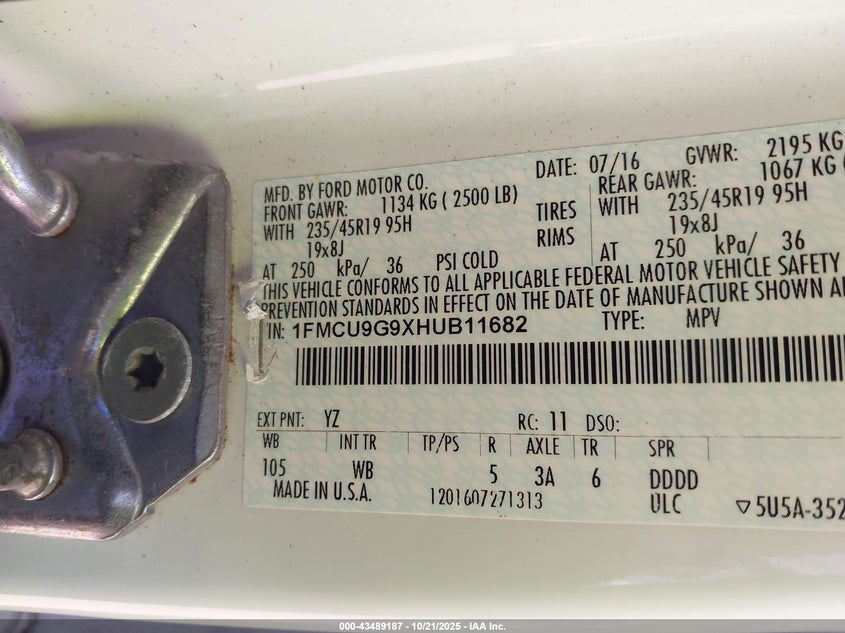 MFD. BY FORD MOTOR CO. DATE: 07/16 GVWR: 2195 KG
FRONT GAWR: 1134 KG ( 2500 LB) REAR GAWR: 1067 KG (
WITH 235/45R19 95H TIRES WITH 235/45R19 95H
19x8J RIMS 19x8J
AT 250 kPa/ 36 PSI COLD AT 250 kPa/ 36
THIS VEHICLE CONFORMS TO ALL APPLICABLE FEDERAL MOTOR VEHICLE SAFETY
PREVENTION STANDARDS IN EFFECT ON THE DATE OF MANUFACTURE SHOWN
IN: 1FMCU9G9XHUB11682 TYPE: MPV
EXT PNT: YZ RC: 11 DSO:
WB INT TR TP/PS R AXLE TR SPR
105 WB 5 3A 6 DDDD
MADE IN U.S.A. 1201607271313 ULC ▽5U5A-352
000-43489187 - 10/21/2025 - IAA Inc.